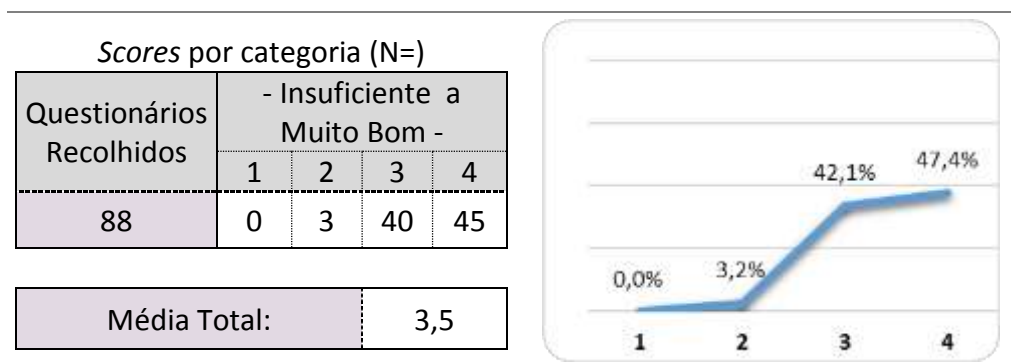 Scores por categoria (N=)
Questionários Recolhidos
- Insuficiente a
Muito Bom -
1 2 3 4
88 0 3 40 45
Média Total: 3,5
0,0% 3,2% 42,1% 47,4%
1 2 3 4